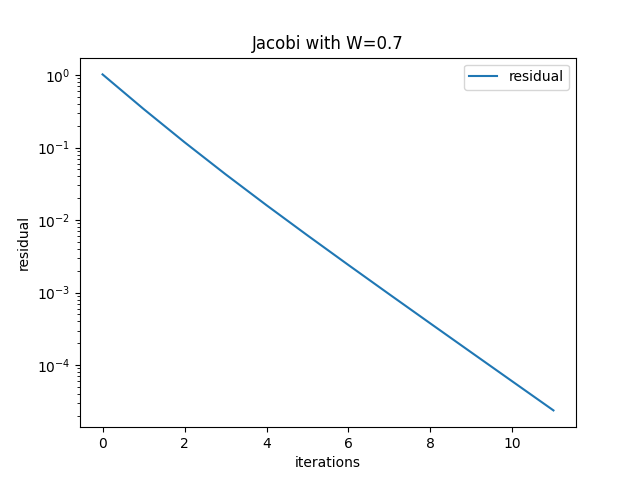 Jacobi with W=0.7
residual
10⁰
10⁻¹
10⁻²
10⁻³
10⁻⁴
residual
0 2 4 6 8 10
iterations